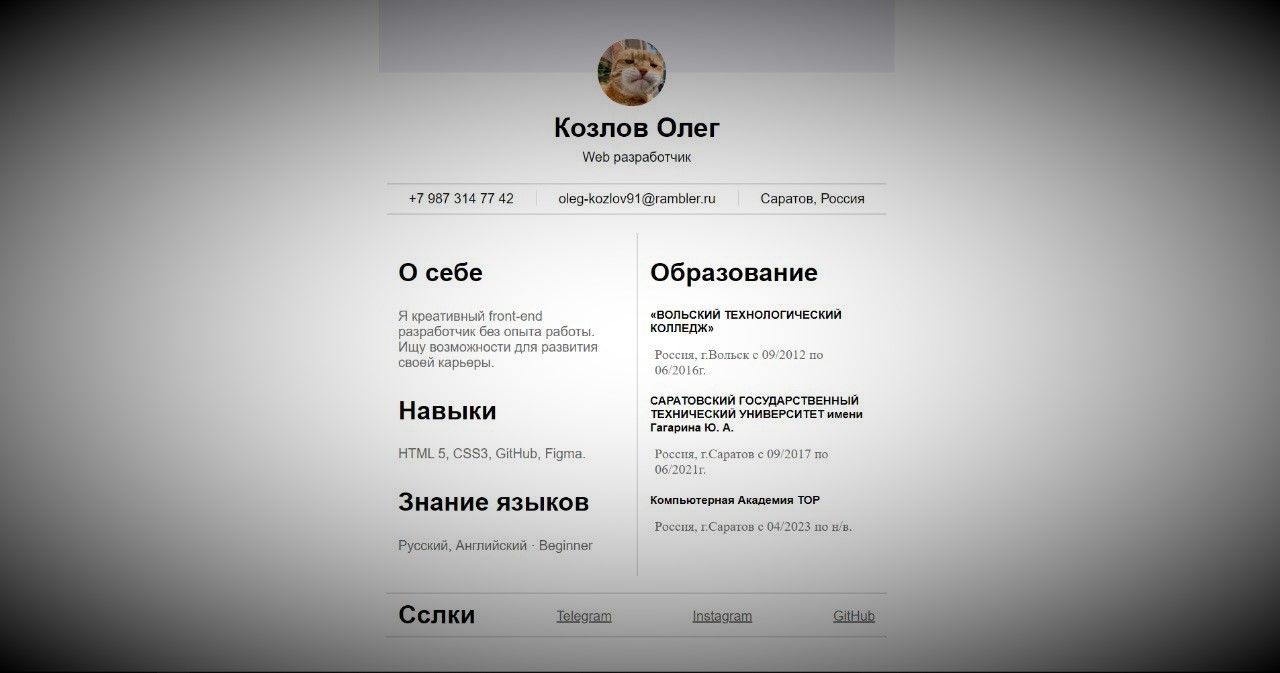 Козлов Олег
Web разработчик
+7 987 314 77 42
oleg-kozlov91@rambler.ru
Саратов, Россия
О себе
Я креативный front-end
разработчик без опыта работы.
Ищу возможности для развития
своей карьеры.
Навыки
HTML 5, CSS3, GitHub, Figma.
Знание языков
Русский, Английский · Beginner
Образование
«ВОЛЬСКИЙ ТЕХНОЛОГИЧЕСКИЙ
КОЛЛЕДЖ»
Россия, г.Вольск с 09/2012 по
06/2016г.
САРАТОВСКИЙ ГОСУДАРСТВЕННЫЙ
ТЕХНИЧЕСКИЙ УНИВЕРСИТЕТ имени
Гагарина Ю. А.
Россия, г.Саратов с 09/2017 по
06/2021г.
Компьютерная Академия TOP
Россия, г.Саратов с 04/2023 по н/в.
Сслки
Telegram
Instagram
GitHub